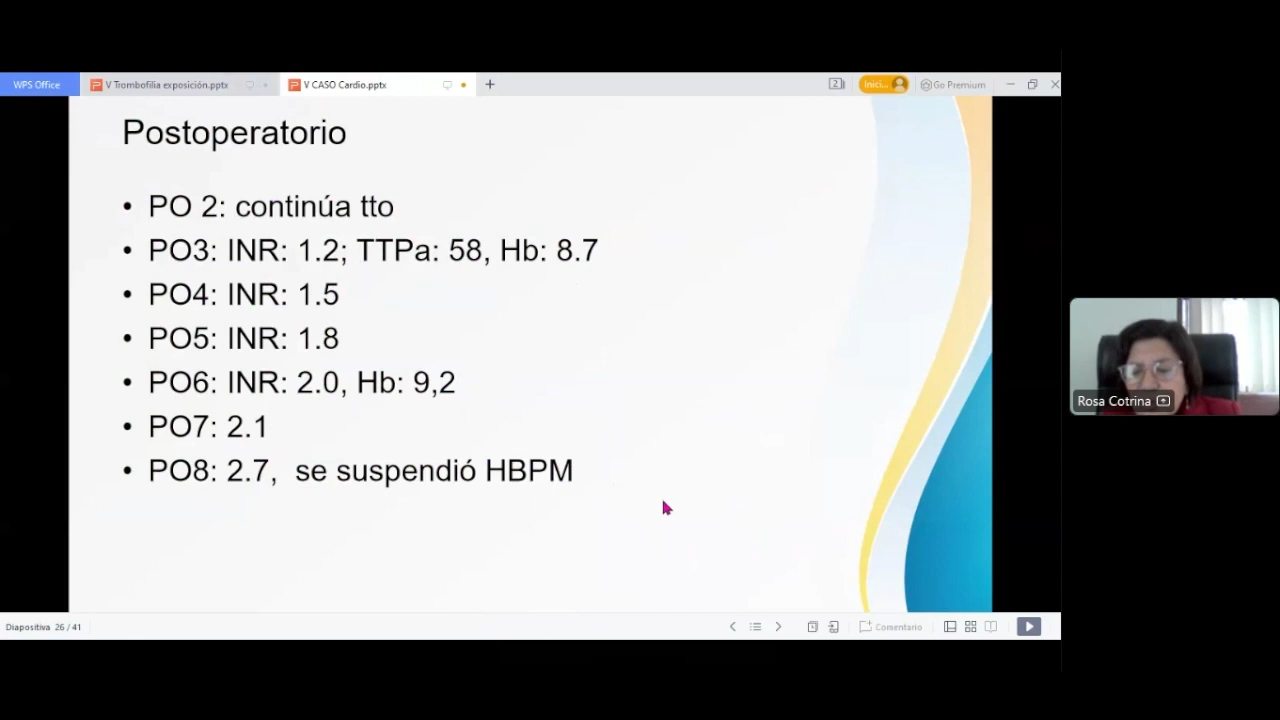 WPS Office
V Trombofilia exposición.pptx
V CASO Cardio.pptx
2
Inici...
Go Premium
Postoperatorio
• PO 2: continúa tto
• PO3: INR: 1.2; TTPa: 58, Hb: 8.7
• PO4: INR: 1.5
• PO5: INR: 1.8
• PO6: INR: 2.0, Hb: 9,2
• PO7: 2.1
• PO8: 2.7, se suspendió HBPM
Rosa Cotrina
Diapositiva 26 / 41
Comentario